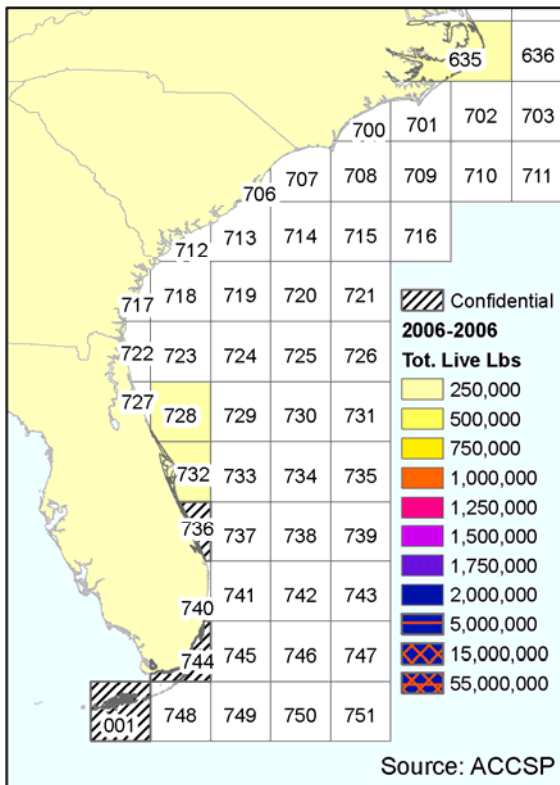 635 636
700 701 702 703
706 707 708 709 710 711
712 713 714 715 716
717 718 719 720 721
Confidential
2006-2006
Tot. Live Lbs
722 723 724 725 726
250,000
727 728 729 730 731
500,000
750,000
732 733 734 735
1,000,000
1,250,000
736 737 738 739
1,500,000
1,750,000
740 741 742 743
2,000,000
5,000,000
744 745 746 747
15,000,000
55,000,000
001 748 749 750 751
Source: ACCSP